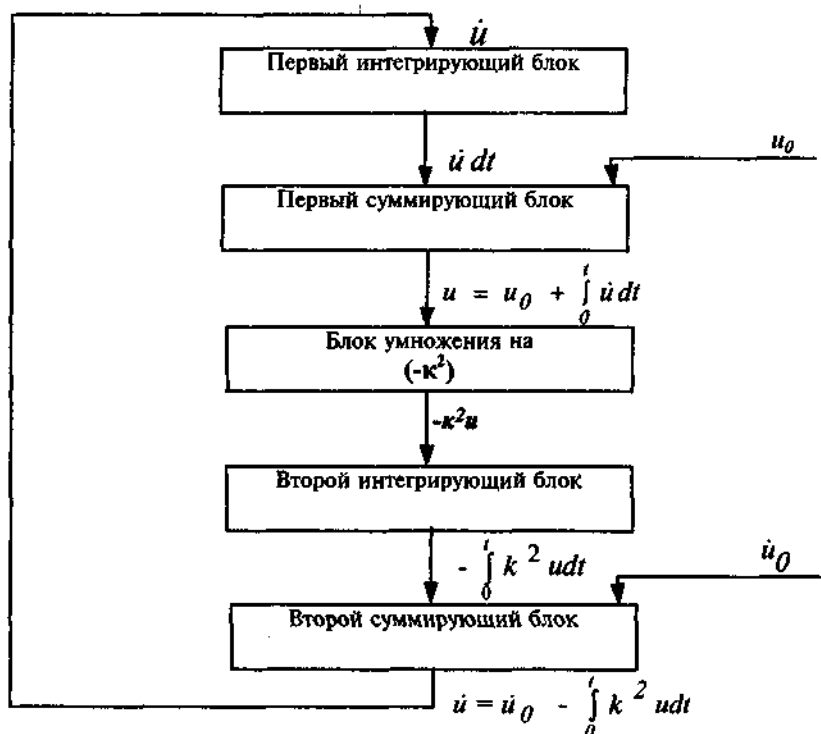 u̇
Первый интегрирующий блок
u̇ dt
u₀
Первый суммирующий блок
u = u₀ + ∫₀ᵗ u̇ dt
Блок умножения на
(-к²)
-к²u
Второй интегрирующий блок
- ∫₀ᵗ k² udt
u̇₀
Второй суммирующий блок
u̇ = u̇₀ - ∫₀ᵗ k² udt